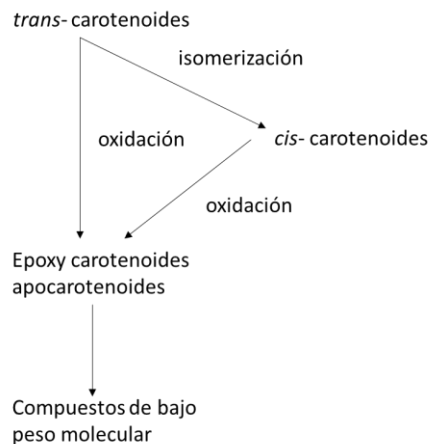 trans- carotenoides
isomerización
oxidación
cis- carotenoides
oxidación
Epoxy carotenoides
apocarotenoides
Compuestos de bajo
peso molecular